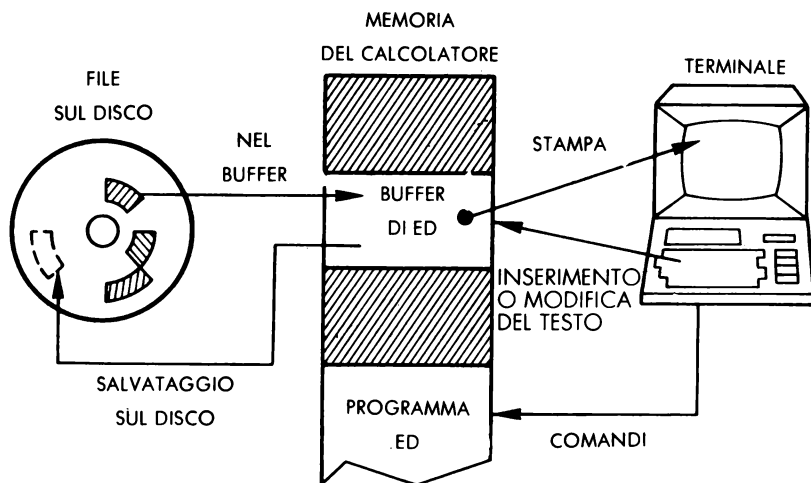 MEMORIA
DEL CALCOLATORE
FILE
SUL DISCO
TERMINALE
NEL
BUFFER
STAMPA
BUFFER
DI ED
INSERIMENTO
O MODIFICA
DEL TESTO
SALVATAGGIO
SUL DISCO
PROGRAMMA
ED
COMANDI